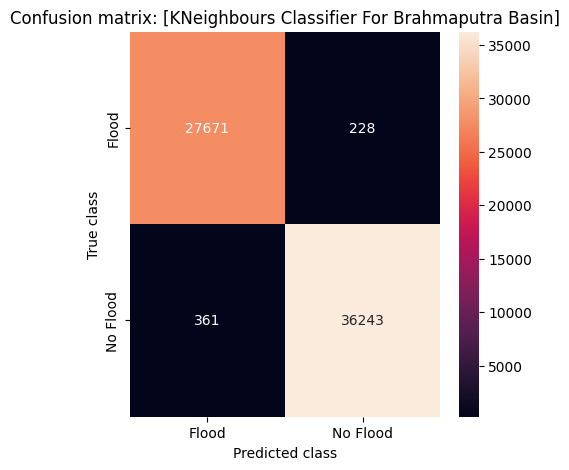 Confusion matrix: [KNeighbours Classifier For Brahmaputra Basin]
35000
30000
25000
20000
15000
10000
5000
True class
Flood
No Flood
27671
228
361
36243
Flood
No Flood
Predicted class